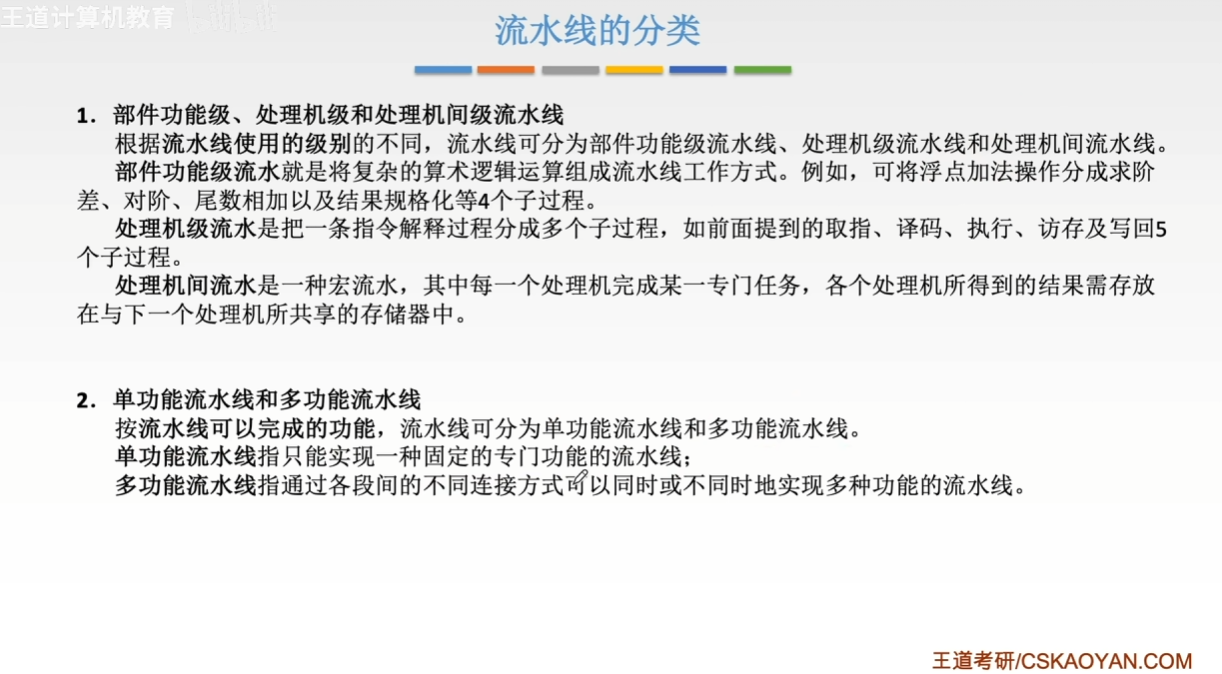 王道计算机教育
流水线的分类
1. 部件功能级、处理机级和处理机间级流水线
根据流水线使用的级别的不同，流水线可分为部件功能级流水线、处理机级流水线和处理机间流水线。
部件功能级流水就是将复杂的算术逻辑运算组成流水线工作方式。例如，可将浮点加法操作分成求阶
差、对阶、尾数相加以及结果规格化等4个子过程。
处理机级流水是把一条指令解释过程分成多个子过程，如前面提到的取指、译码、执行、访存及写回5
个子过程。
处理机间流水是一种宏流水，其中每一个处理机完成某一专门任务，各个处理机所得到的结果需存放
在与下一个处理机所共享的存储器中。
2. 单功能流水线和多功能流水线
按流水线可以完成的功能，流水线可分为单功能流水线和多功能流水线。
单功能流水线指只能实现一种固定的专门功能的流水线；
多功能流水线指通过各段间的不同连接方式可以同时或不同时地实现多种功能的流水线。
王道考研/CSKAOYAN.COM